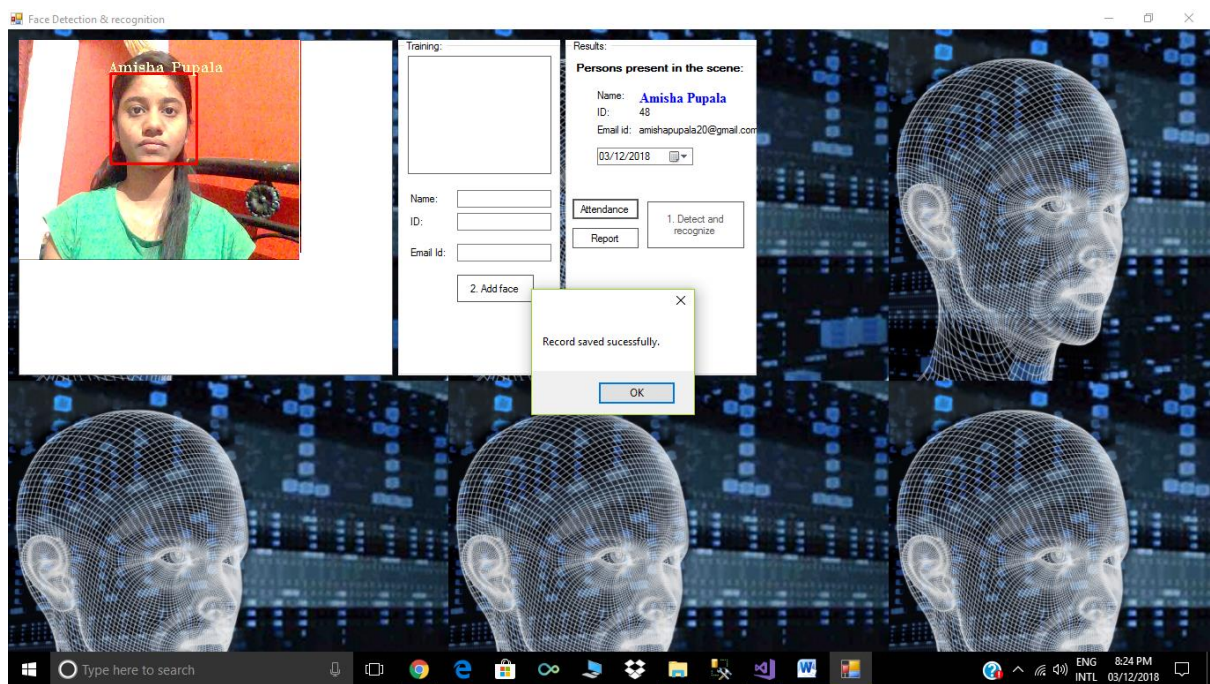 Face Detection & recognition
Amisha Pupala
Training:
Name:
ID:
Email Id:
2. Add face
Results:
Persons present in the scene:
Name: Amisha Pupala
ID: 48
Email id: amishapupala20@gmail.com
03/12/2018
Attendance
1. Detect and
recognize
Report
Record saved sucessfully.
OK
Type here to search
ENG
INTL
8:24 PM
03/12/2018